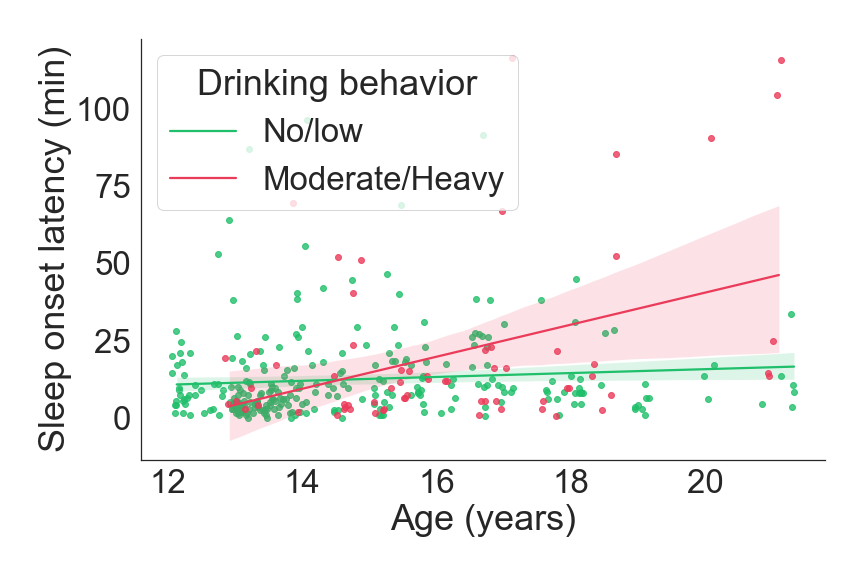 Drinking behavior
No/low
Moderate/Heavy
Sleep onset latency (min)
100
75
50
25
0
12 14 16 18 20
Age (years)